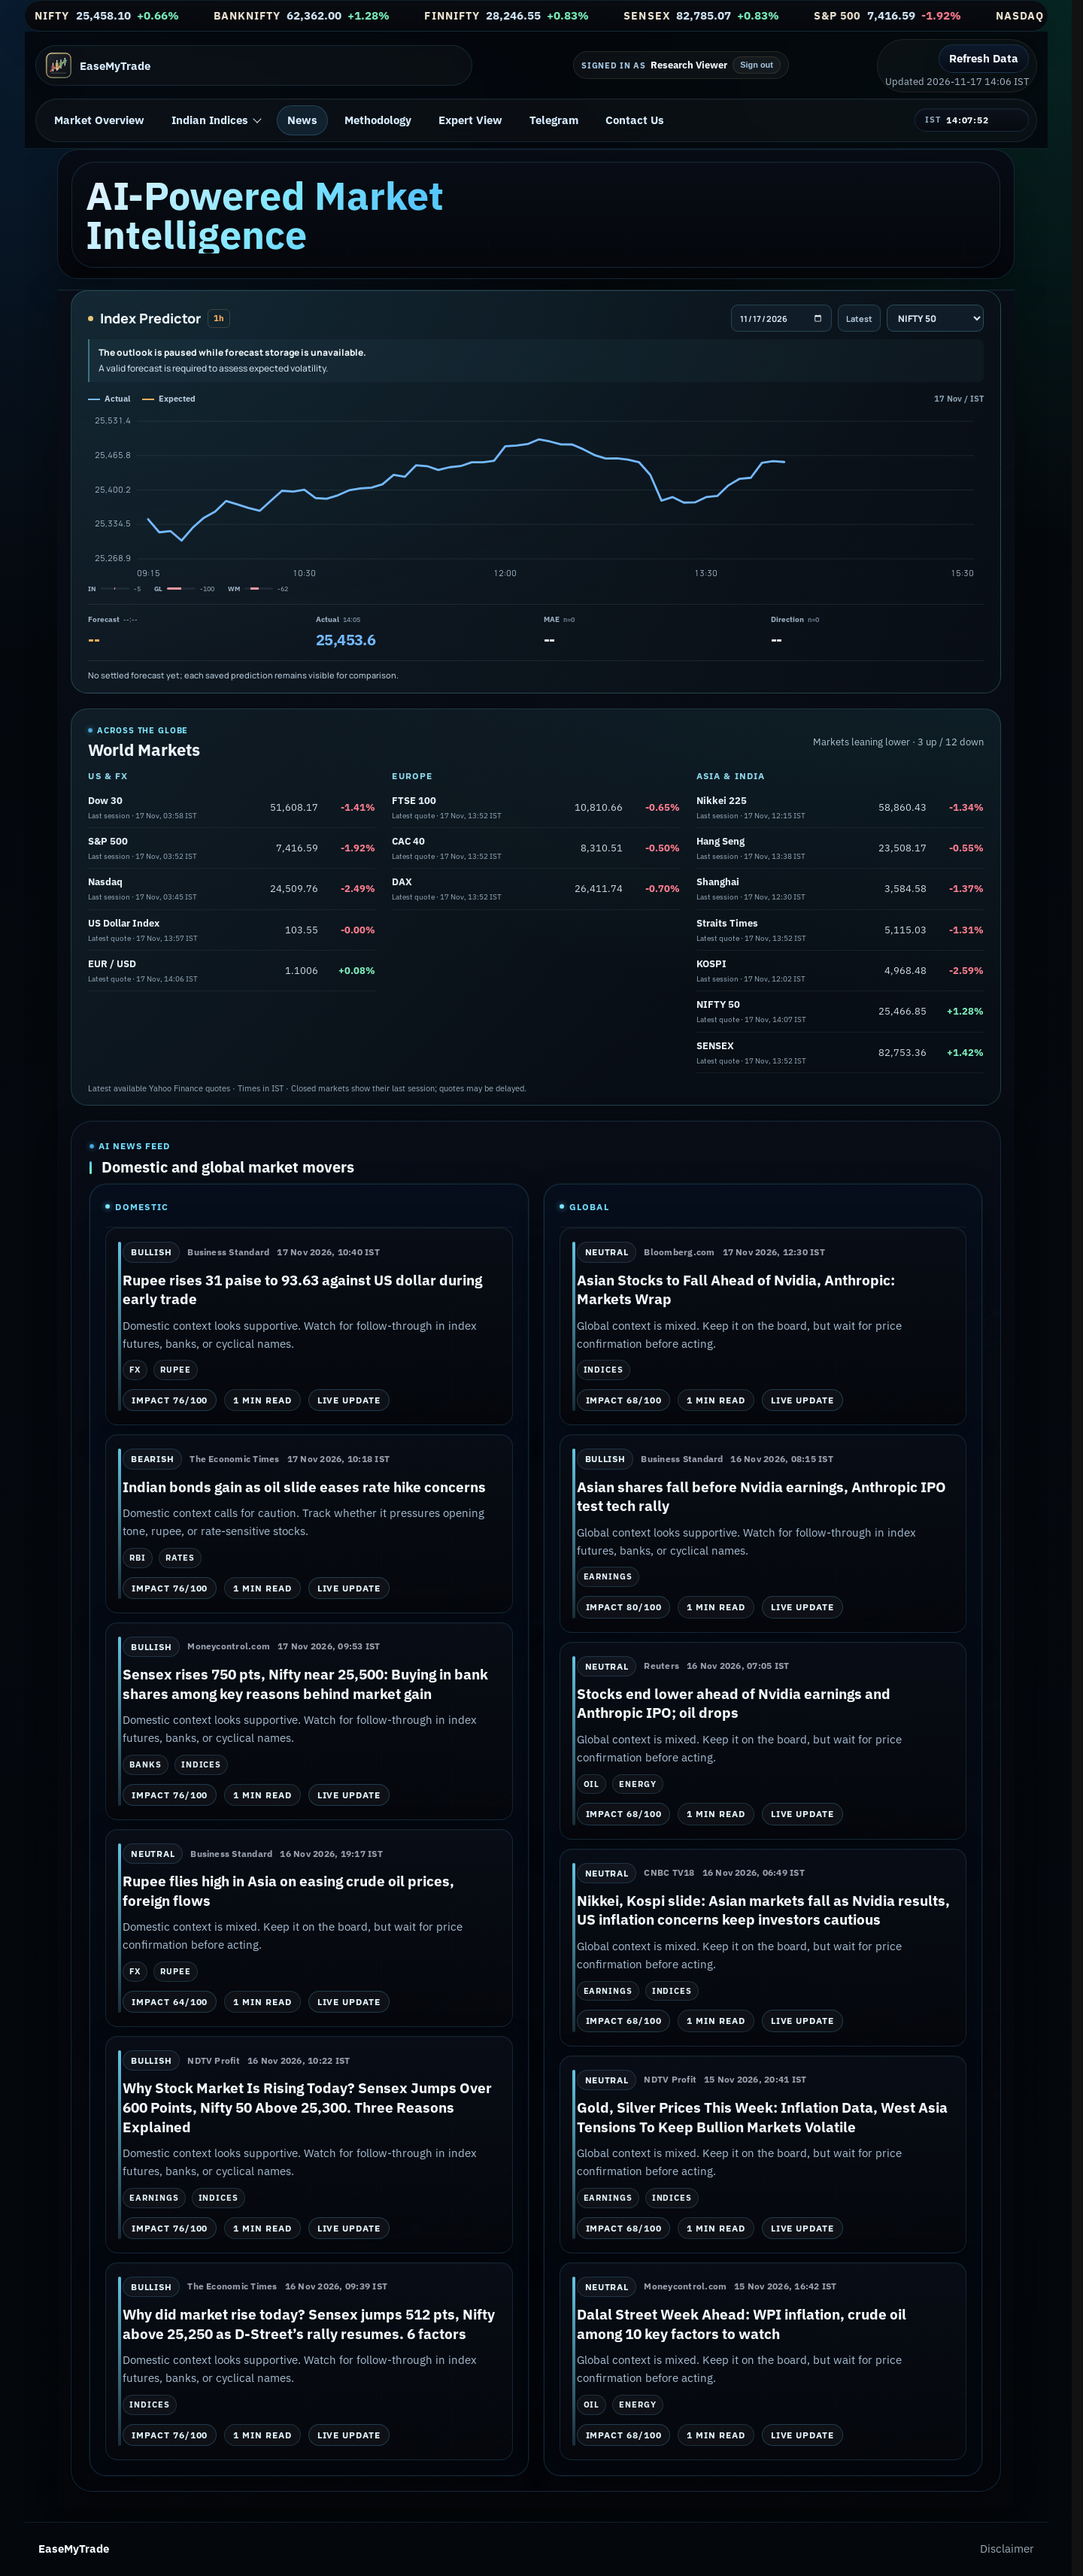 NIFTY 25,458.10 +0.66% BANKNIFTY 62,362.00 +1.28% FINNIFTY 28,246.55 +0.83% SENSEX 82,785.07 +0.83% S&P 500 7,416.59 -1.92% NASDAQ
EaseMyTrade
SIGNED IN AS Research Viewer Sign out
Refresh Data
Updated 2026-11-17 14:06 IST
Market Overview Indian Indices News Methodology Expert View Telegram Contact Us
IST 14:07:52
AI-Powered Market
Intelligence
Index Predictor 1h
11/17/2026 Latest NIFTY 50
The outlook is paused while forecast storage is unavailable.
A valid forecast is required to assess expected volatility.
Actual Expected 17 Nov / IST
25,531.4
25,465.8
25,400.2
25,334.5
25,268.9
09:15 10:30 12:00 13:30 15:30
IN -5 GL -100 WM -62
Forecast --:-- Actual 14:05 MAE n=0 Direction n=0
-- 25,453.6 -- --
No settled forecast yet; each saved prediction remains visible for comparison.
ACROSS THE GLOBE
World Markets
Markets leaning lower · 3 up / 12 down
US & FX
Dow 30 51,608.17 -1.41%
Last session · 17 Nov, 03:58 IST
S&P 500 7,416.59 -1.92%
Last session · 17 Nov, 03:52 IST
Nasdaq 24,509.76 -2.49%
Last session · 17 Nov, 03:45 IST
US Dollar Index 103.55 -0.00%
Latest quote · 17 Nov, 13:57 IST
EUR / USD 1.1006 +0.08%
Latest quote · 17 Nov, 14:06 IST
EUROPE
FTSE 100 10,810.66 -0.65%
Latest quote · 17 Nov, 13:52 IST
CAC 40 8,310.51 -0.50%
Latest quote · 17 Nov, 13:52 IST
DAX 26,411.74 -0.70%
Latest quote · 17 Nov, 13:52 IST
ASIA & INDIA
Nikkei 225 58,860.43 -1.34%
Last session · 17 Nov, 12:15 IST
Hang Seng 23,508.17 -0.55%
Last session · 17 Nov, 13:38 IST
Shanghai 3,584.58 -1.37%
Last session · 17 Nov, 12:30 IST
Straits Times 5,115.03 -1.31%
Latest quote · 17 Nov, 13:52 IST
KOSPI 4,968.48 -2.59%
Last session · 17 Nov, 12:02 IST
NIFTY 50 25,466.85 +1.28%
Latest quote · 17 Nov, 14:07 IST
SENSEX 82,753.36 +1.42%
Latest quote · 17 Nov, 13:52 IST
Latest available Yahoo Finance quotes · Times in IST · Closed markets show their last session; quotes may be delayed.
AI NEWS FEED
Domestic and global market movers
DOMESTIC
BULLISH Business Standard 17 Nov 2026, 10:40 IST
Rupee rises 31 paise to 93.63 against US dollar during
early trade
Domestic context looks supportive. Watch for follow-through in index
futures, banks, or cyclical names.
FX RUPEE
IMPACT 76/100 1 MIN READ LIVE UPDATE
BEARISH The Economic Times 17 Nov 2026, 10:18 IST
Indian bonds gain as oil slide eases rate hike concerns
Domestic context calls for caution. Track whether it pressures opening
tone, rupee, or rate-sensitive stocks.
RBI RATES
IMPACT 76/100 1 MIN READ LIVE UPDATE
BULLISH Moneycontrol.com 17 Nov 2026, 09:53 IST
Sensex rises 750 pts, Nifty near 25,500: Buying in bank
shares among key reasons behind market gain
Domestic context looks supportive. Watch for follow-through in index
futures, banks, or cyclical names.
BANKS INDICES
IMPACT 76/100 1 MIN READ LIVE UPDATE
NEUTRAL Business Standard 16 Nov 2026, 19:17 IST
Rupee flies high in Asia on easing crude oil prices,
foreign flows
Domestic context is mixed. Keep it on the board, but wait for price
confirmation before acting.
FX RUPEE
IMPACT 64/100 1 MIN READ LIVE UPDATE
BULLISH NDTV Profit 16 Nov 2026, 10:22 IST
Why Stock Market Is Rising Today? Sensex Jumps Over
600 Points, Nifty 50 Above 25,300. Three Reasons
Explained
Domestic context looks supportive. Watch for follow-through in index
futures, banks, or cyclical names.
EARNINGS INDICES
IMPACT 76/100 1 MIN READ LIVE UPDATE
BULLISH The Economic Times 16 Nov 2026, 09:39 IST
Why did market rise today? Sensex jumps 512 pts, Nifty
above 25,250 as D-Street’s rally resumes. 6 factors
Domestic context looks supportive. Watch for follow-through in index
futures, banks, or cyclical names.
INDICES
IMPACT 76/100 1 MIN READ LIVE UPDATE
GLOBAL
NEUTRAL Bloomberg.com 17 Nov 2026, 12:30 IST
Asian Stocks to Fall Ahead of Nvidia, Anthropic:
Markets Wrap
Global context is mixed. Keep it on the board, but wait for price
confirmation before acting.
INDICES
IMPACT 68/100 1 MIN READ LIVE UPDATE
BULLISH Business Standard 16 Nov 2026, 08:15 IST
Asian shares fall before Nvidia earnings, Anthropic IPO
test tech rally
Global context looks supportive. Watch for follow-through in index
futures, banks, or cyclical names.
EARNINGS
IMPACT 80/100 1 MIN READ LIVE UPDATE
NEUTRAL Reuters 16 Nov 2026, 07:05 IST
Stocks end lower ahead of Nvidia earnings and
Anthropic IPO; oil drops
Global context is mixed. Keep it on the board, but wait for price
confirmation before acting.
OIL ENERGY
IMPACT 68/100 1 MIN READ LIVE UPDATE
NEUTRAL CNBC TV18 16 Nov 2026, 06:49 IST
Nikkei, Kospi slide: Asian markets fall as Nvidia results,
US inflation concerns keep investors cautious
Global context is mixed. Keep it on the board, but wait for price
confirmation before acting.
EARNINGS INDICES
IMPACT 68/100 1 MIN READ LIVE UPDATE
NEUTRAL NDTV Profit 15 Nov 2026, 20:41 IST
Gold, Silver Prices This Week: Inflation Data, West Asia
Tensions To Keep Bullion Markets Volatile
Global context is mixed. Keep it on the board, but wait for price
confirmation before acting.
EARNINGS INDICES
IMPACT 68/100 1 MIN READ LIVE UPDATE
NEUTRAL Moneycontrol.com 15 Nov 2026, 16:42 IST
Dalal Street Week Ahead: WPI inflation, crude oil
among 10 key factors to watch
Global context is mixed. Keep it on the board, but wait for price
confirmation before acting.
OIL ENERGY
IMPACT 68/100 1 MIN READ LIVE UPDATE
EaseMyTrade Disclaimer